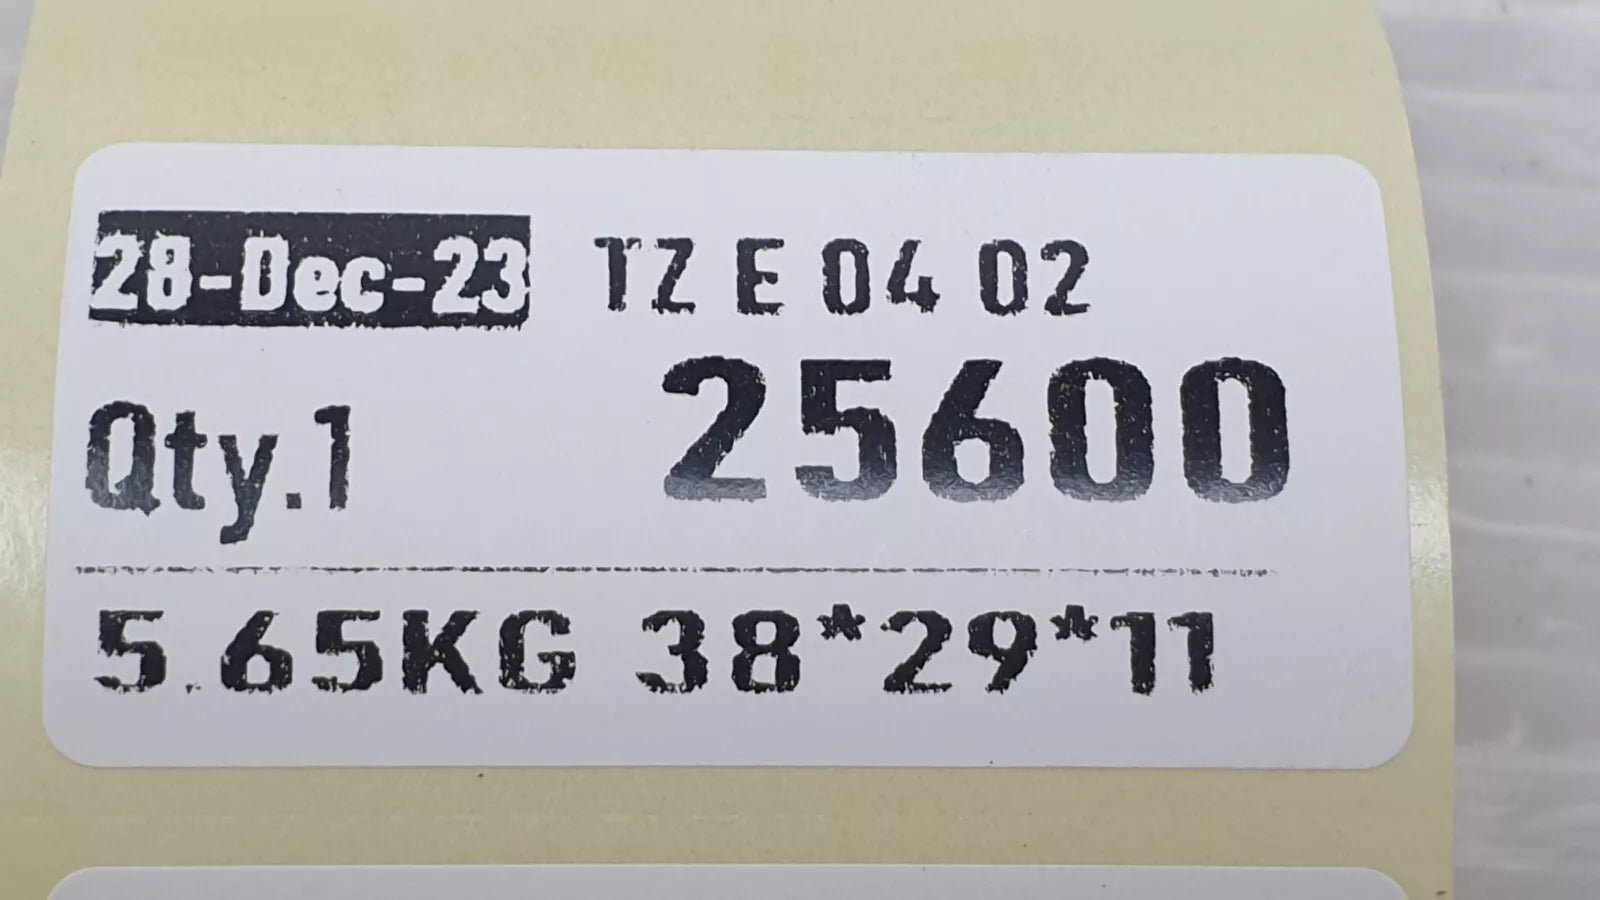 28-Dec-23 TZ E 04 02
Qty.1 25600
5.65KG 38*29*11